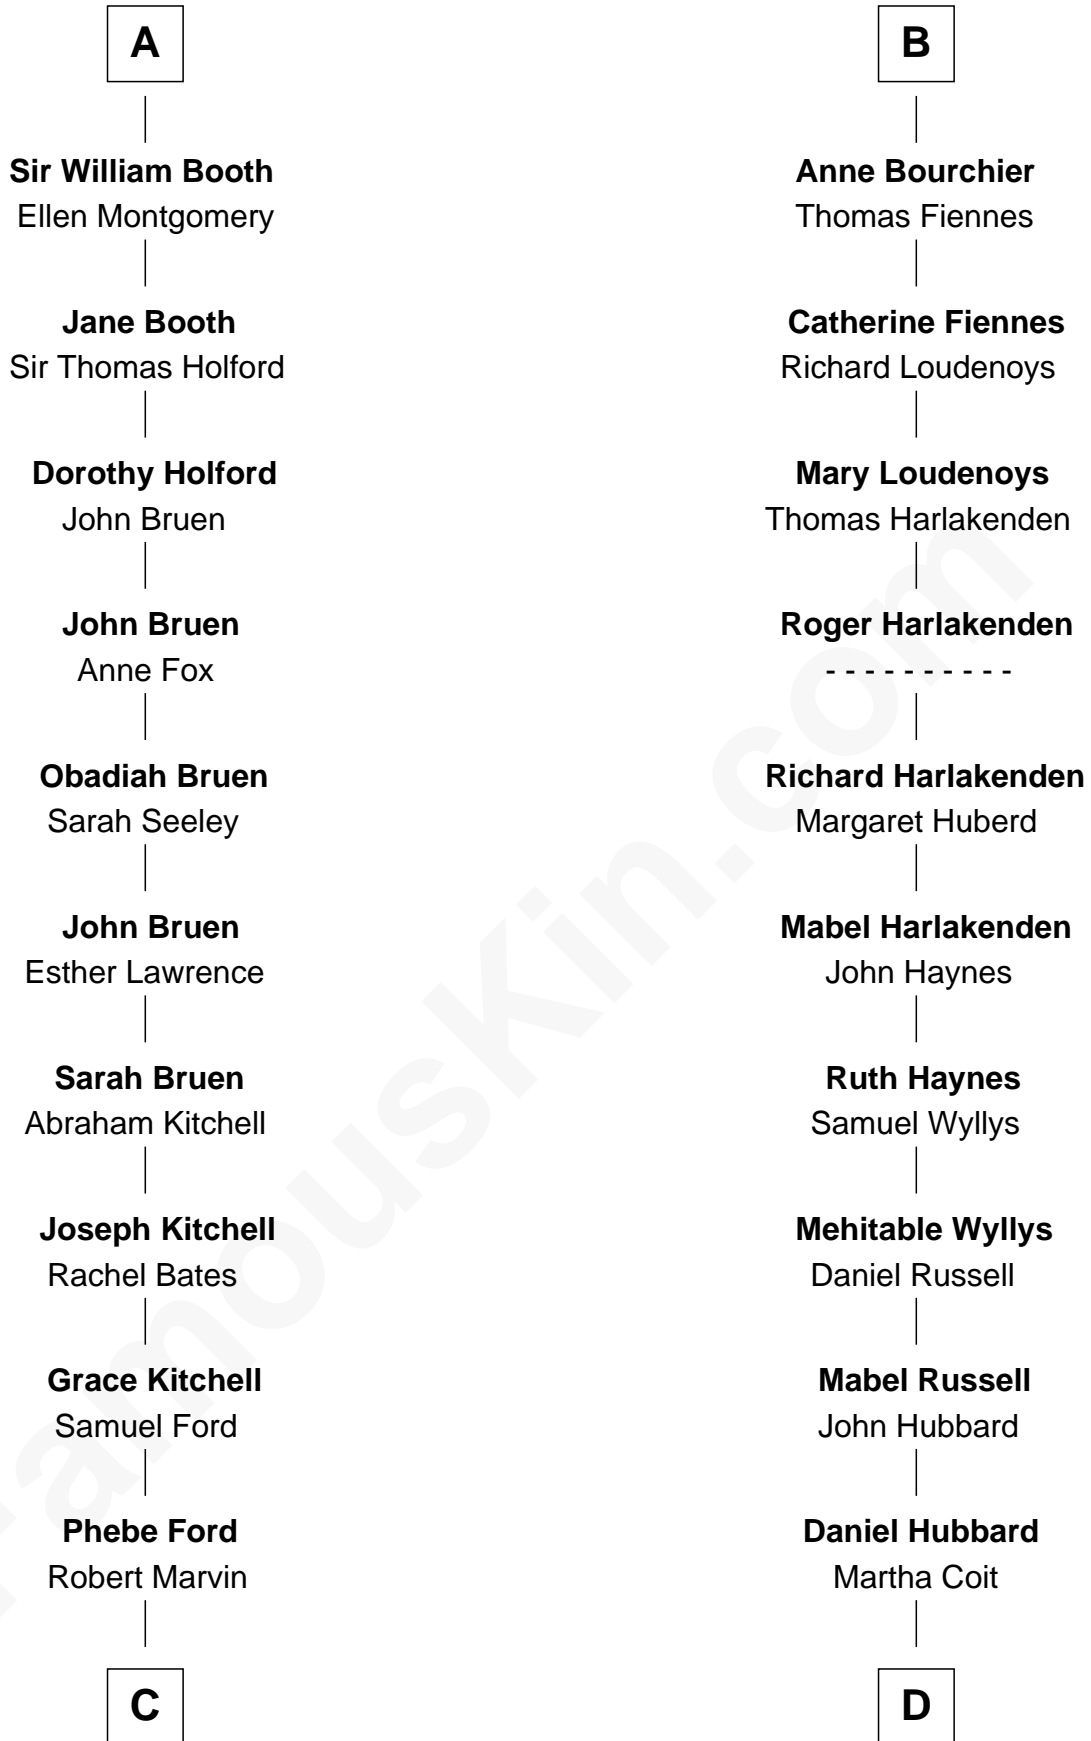 A
Sir William Booth
Ellen Montgomery
Jane Booth
Sir Thomas Holford
Dorothy Holford
John Bruen
John Bruen
Anne Fox
Obadiah Bruen
Sarah Seeley
John Bruen
Esther Lawrence
Sarah Bruen
Abraham Kitchell
Joseph Kitchell
Rachel Bates
Grace Kitchell
Samuel Ford
Phebe Ford
Robert Marvin
C
B
Anne Bourchier
Thomas Fiennes
Catherine Fiennes
Richard Loudenoys
Mary Loudenoys
Thomas Harlakenden
Roger Harlakenden
- - - - - - - - - -
Richard Harlakenden
Margaret Huberd
Mabel Harlakenden
John Haynes
Ruth Haynes
Samuel Wyllys
Mehitable Wyllys
Daniel Russell
Mabel Russell
John Hubbard
Daniel Hubbard
Martha Coit
D
FamousKin.com